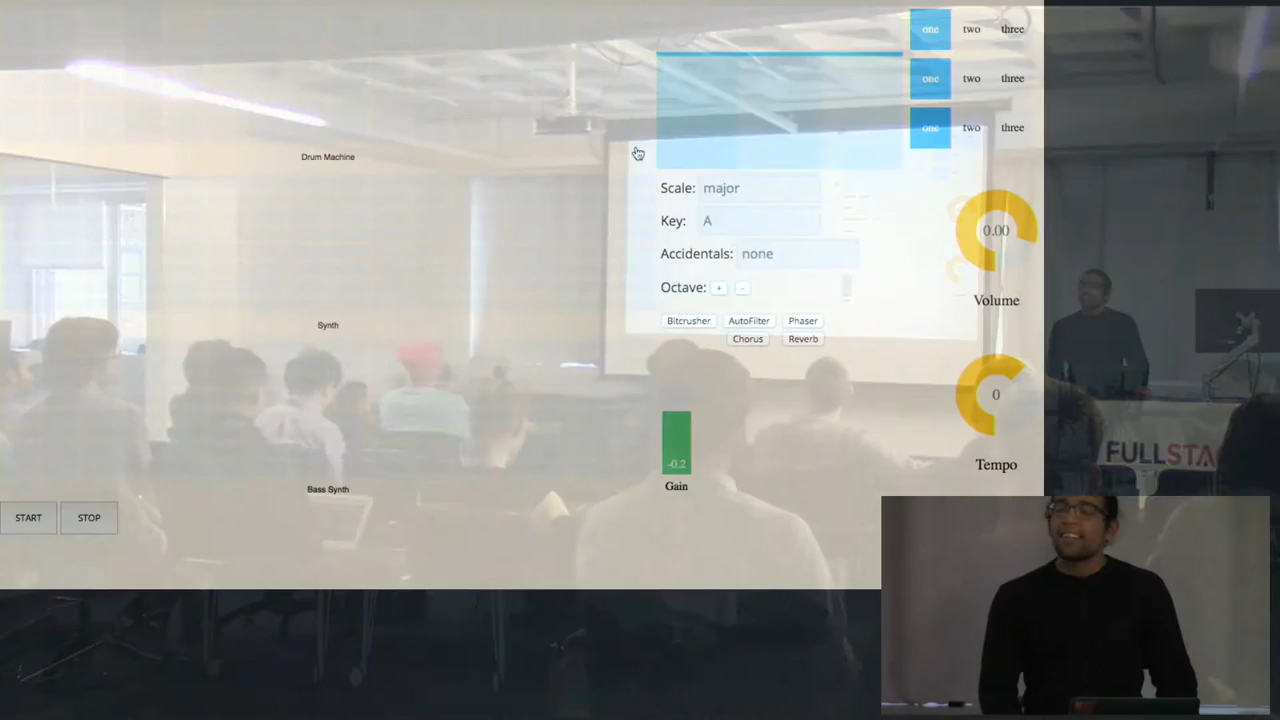 one two three
one two three
one two three
Drum Machine
Scale: major
Key: A
Accidentals: none
Octave: + -
Bitcrusher AutoFilter Phaser
Chorus Reverb
0.00
Volume
Synth
0
Tempo
-0.2
Gain
Bass Synth
START STOP
FULLSTA